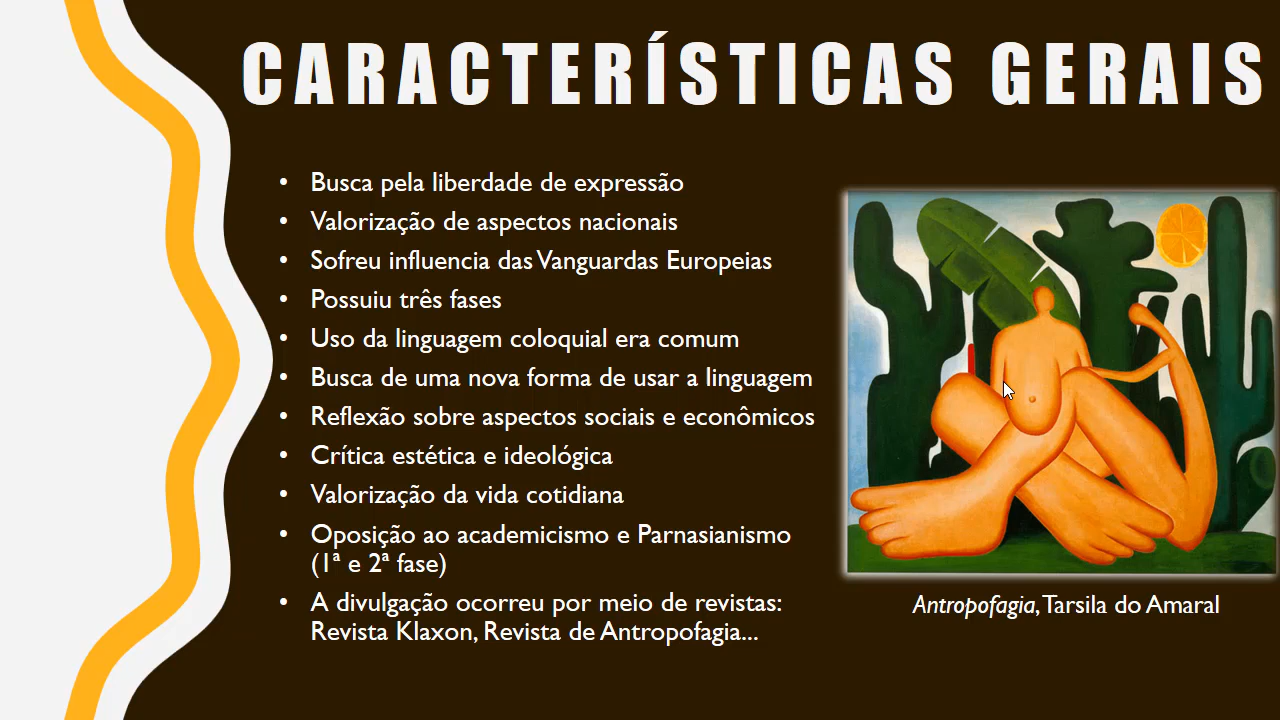 CARACTERÍSTICAS GERAIS
• Busca pela liberdade de expressão
• Valorização de aspectos nacionais
• Sofreu influencia das Vanguardas Europeias
• Possuiu três fases
• Uso da linguagem coloquial era comum
• Busca de uma nova forma de usar a linguagem
• Reflexão sobre aspectos sociais e econômicos
• Crítica estética e ideológica
• Valorização da vida cotidiana
• Oposição ao academicismo e Parnasianismo
(1ª e 2ª fase)
• A divulgação ocorreu por meio de revistas:
Revista Klaxon, Revista de Antropofagia...
Antropofagia, Tarsila do Amaral